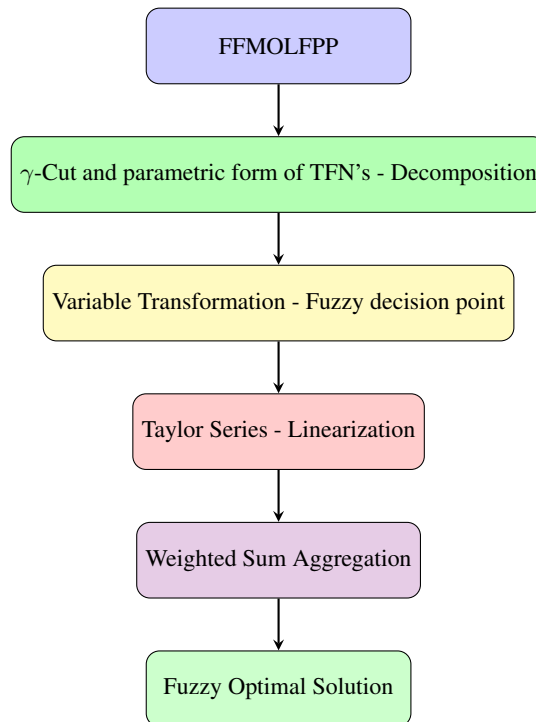 FFMOLFPP
γ-Cut and parametric form of TFN's - Decomposition
Variable Transformation - Fuzzy decision point
Taylor Series - Linearization
Weighted Sum Aggregation
Fuzzy Optimal Solution